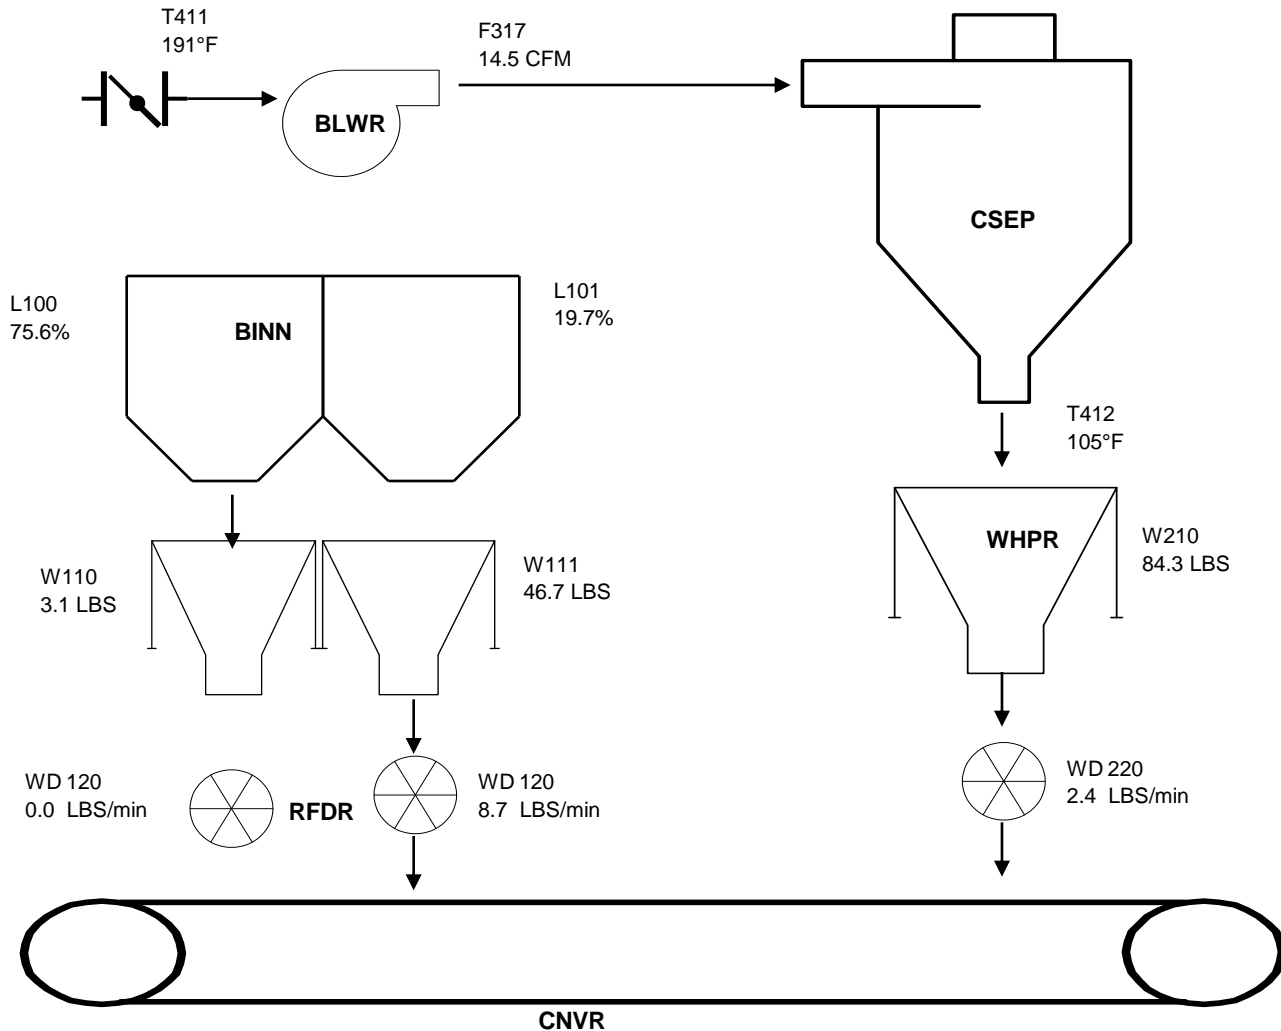 T411
191°F
F317
14.5 CFM
BLWR
CSEP
L100
75.6%
BINN
L101
19.7%
T412
105°F
W110
3.1 LBS
W111
46.7 LBS
WHPR
W210
84.3 LBS
WD 120
0.0 LBS/min
RFDR
WD 120
8.7 LBS/min
WD 220
2.4 LBS/min
CNVR